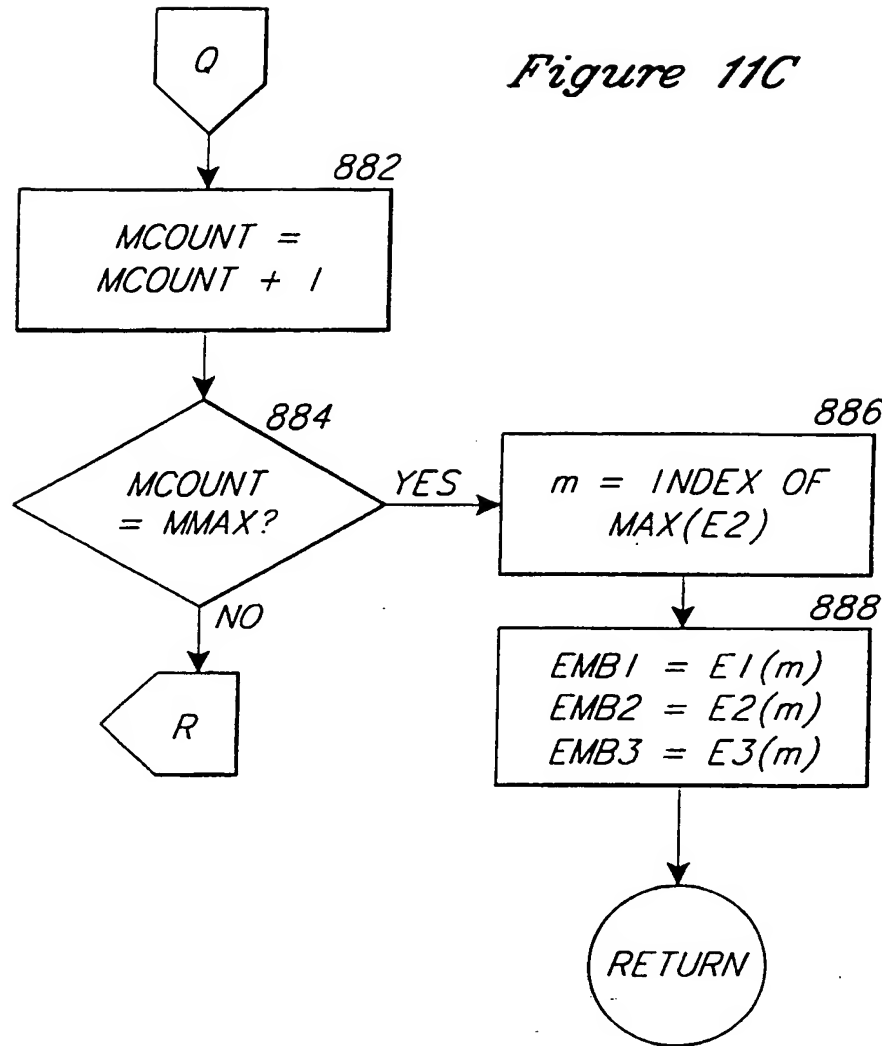 Q
Figure 11C
882
MCOUNT =
MCOUNT + 1
884
MCOUNT
= MMAX?
YES
NO
R
886
m = INDEX OF
MAX(E2)
888
EMB1 = E1(m)
EMB2 = E2(m)
EMB3 = E3(m)
RETURN